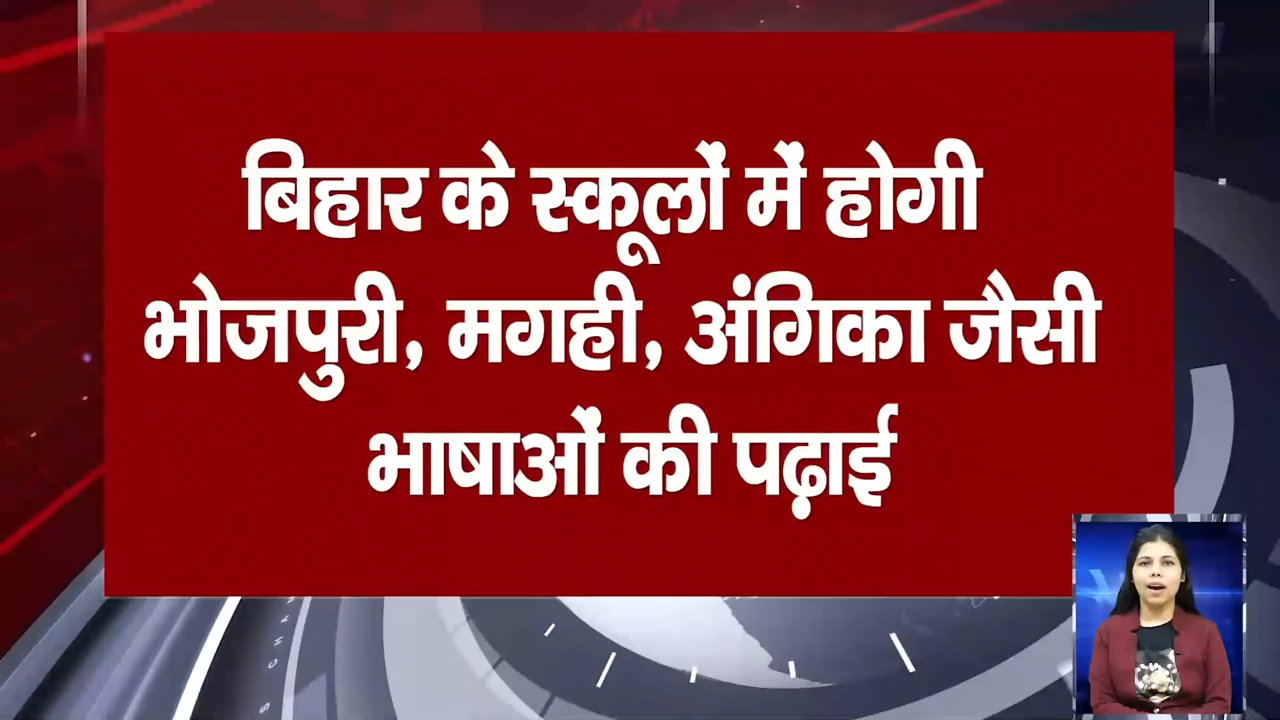 बिहार के स्कूलों में होगी
भोजपुरी, मगही, अंगिका जैसी
भाषाओं की पढ़ाई